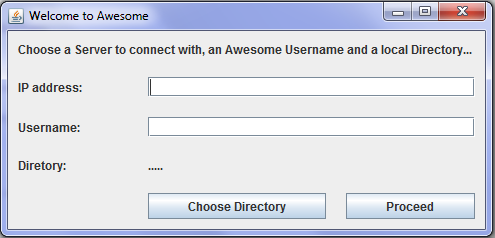 Welcome to Awesome
Choose a Server to connect with, an Awesome Username and a local Directory...
IP address:
Username:
Diretory: .....
Choose Directory Proceed